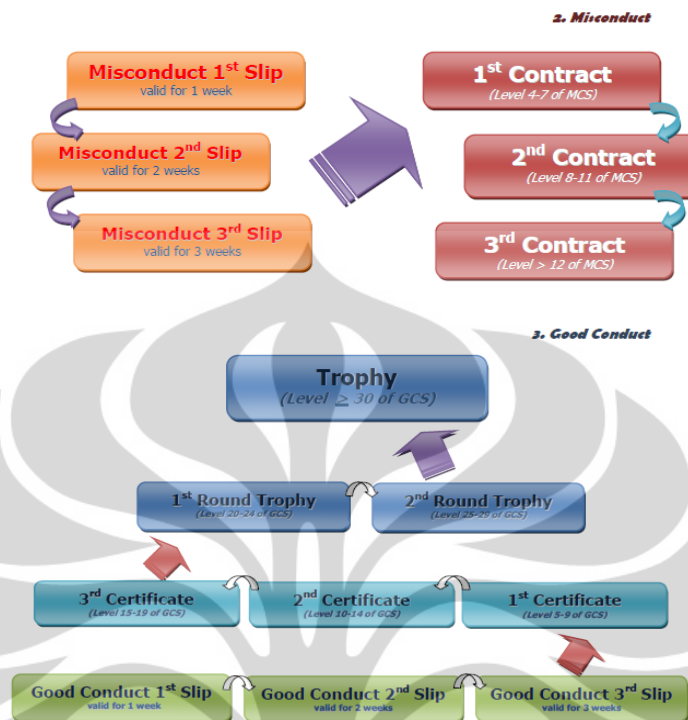 2. Misconduct
Misconduct 1st Slip
valid for 1 week
Misconduct 2nd Slip
valid for 2 weeks
Misconduct 3rd Slip
valid for 3 weeks
1st Contract
(Level 4-7 of MCS)
2nd Contract
(Level 8-11 of MCS)
3rd Contract
(Level > 12 of MCS)
3. Good Conduct
Trophy
(Level ≥ 30 of GCS)
1st Round Trophy
(Level 20-24 of GCS)
2nd Round Trophy
(Level 25-29 of GCS)
3rd Certificate
(Level 15-19 of GCS)
2nd Certificate
(Level 10-14 of GCS)
1st Certificate
(Level 5-9 of GCS)
Good Conduct 1st Slip
valid for 1 week
Good Conduct 2nd Slip
valid for 2 weeks
Good Conduct 3rd Slip
valid for 3 weeks